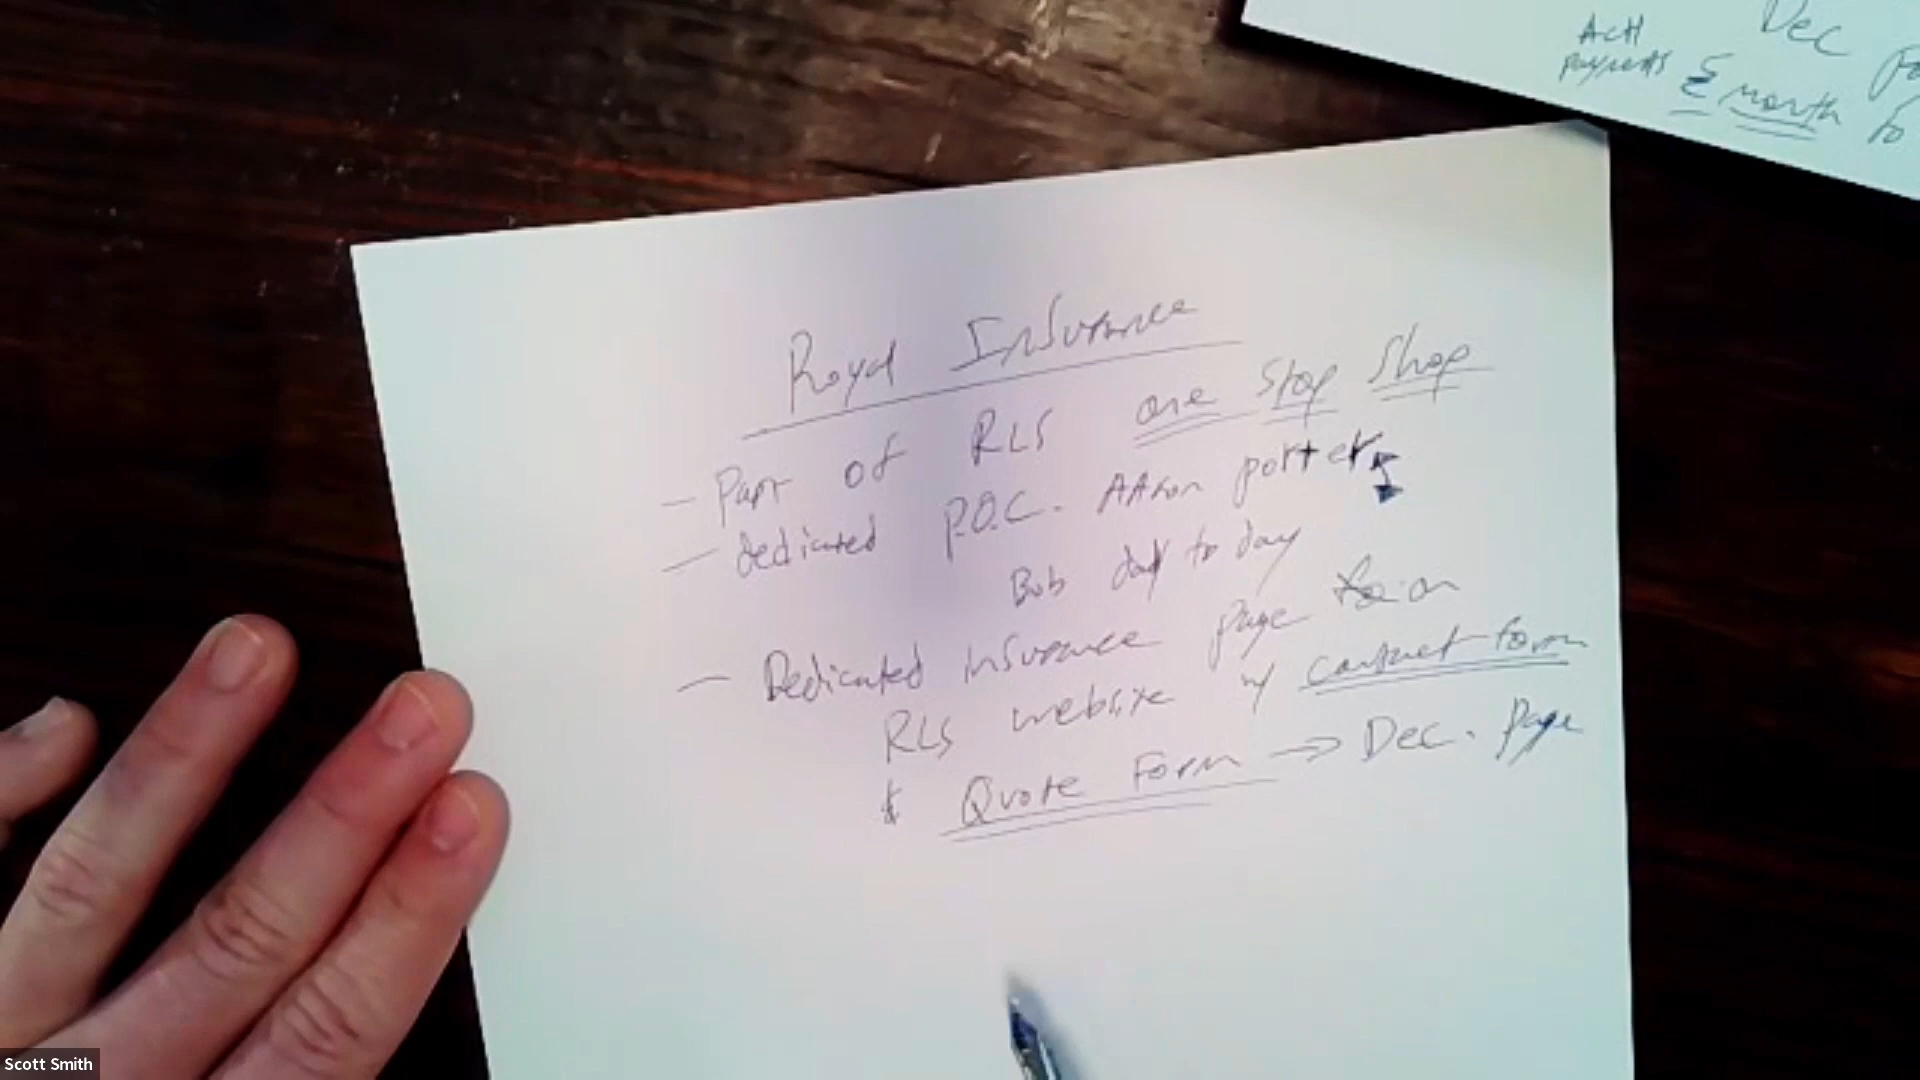 Royal Insurance
- Part of RLS one stop shop
- dedicated P.O.C. AAron porter
Bob day to day
- Dedicated insurance page on
RLS website w/ contact form
& Quote Form → Dec. page
ACH Dec
payments
month
Scott Smith